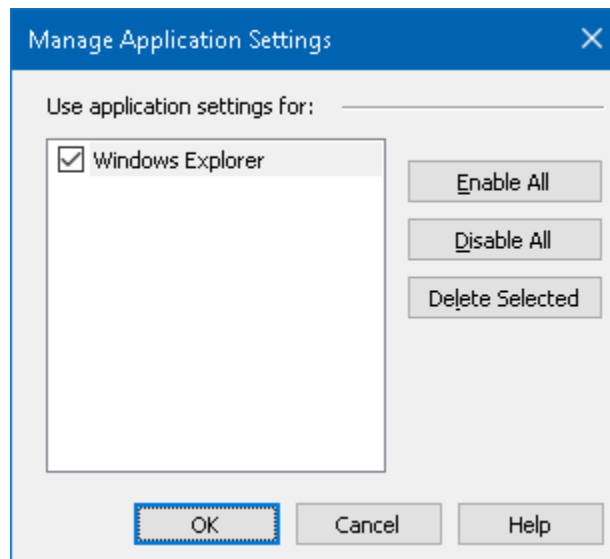 Manage Application Settings
Use application settings for:
Windows Explorer
Enable All
Disable All
Delete Selected
OK
Cancel
Help